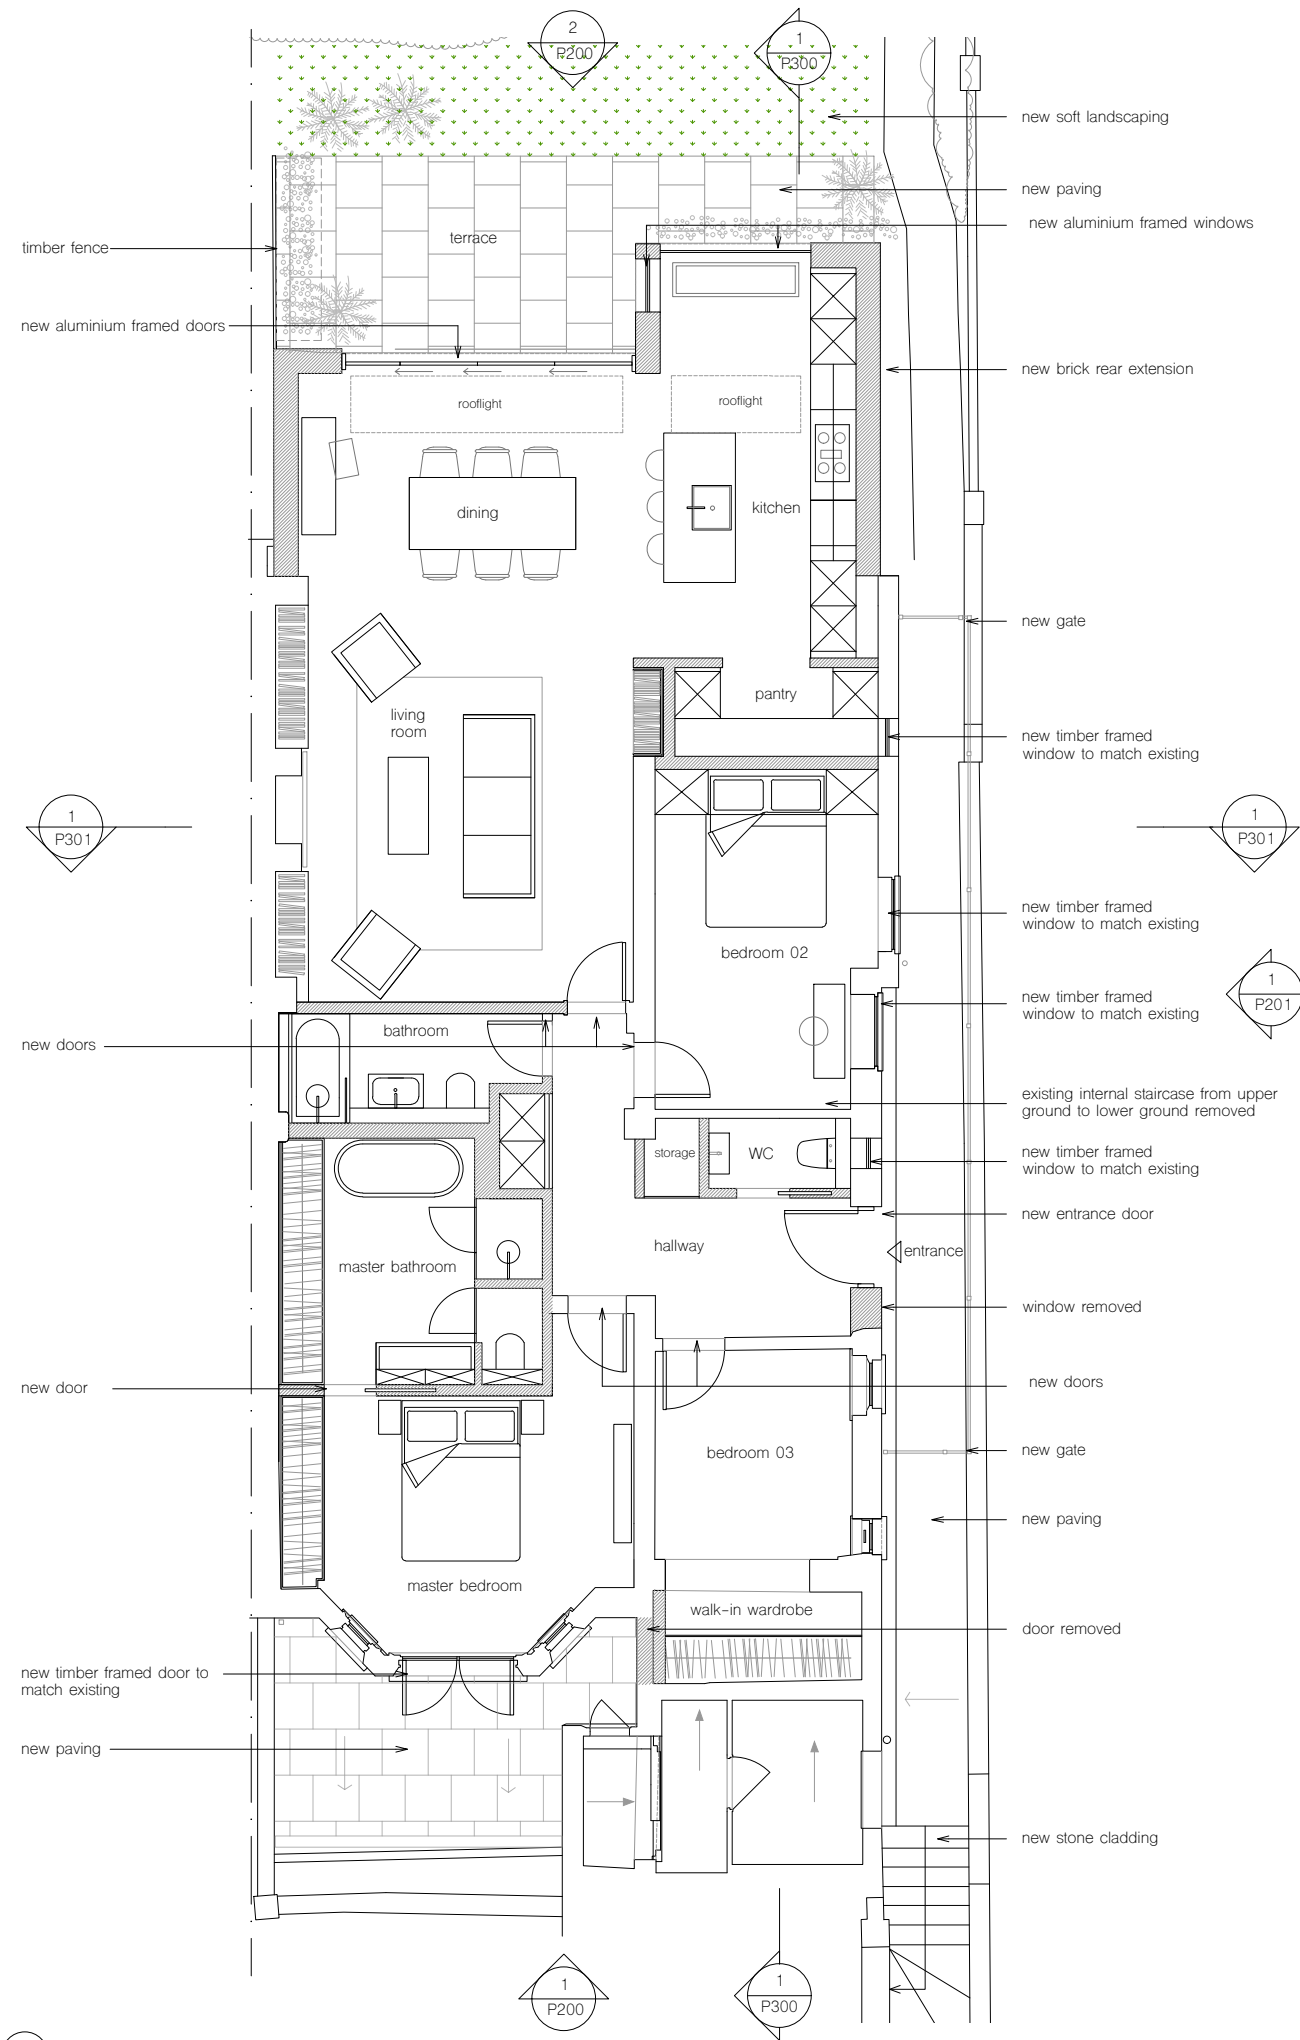 2
P200
1
P300
new soft landscaping
new paving
new aluminium framed windows
terrace
timber fence
new aluminium framed doors
new brick rear extension
rooflight
rooflight
dining
kitchen
new gate
pantry
living
room
new timber framed
window to match existing
1
P301
1
P301
new timber framed
window to match existing
bedroom 02
1
P201
new timber framed
window to match existing
bathroom
new doors
existing internal staircase from upper
ground to lower ground removed
storage
WC
new timber framed
window to match existing
new entrance door
hallway
entrance
master bathroom
window removed
new door
new doors
bedroom 03
new gate
new paving
master bedroom
walk-in wardrobe
door removed
new timber framed door to
match existing
new paving
new stone cladding
1
P200
1
P300